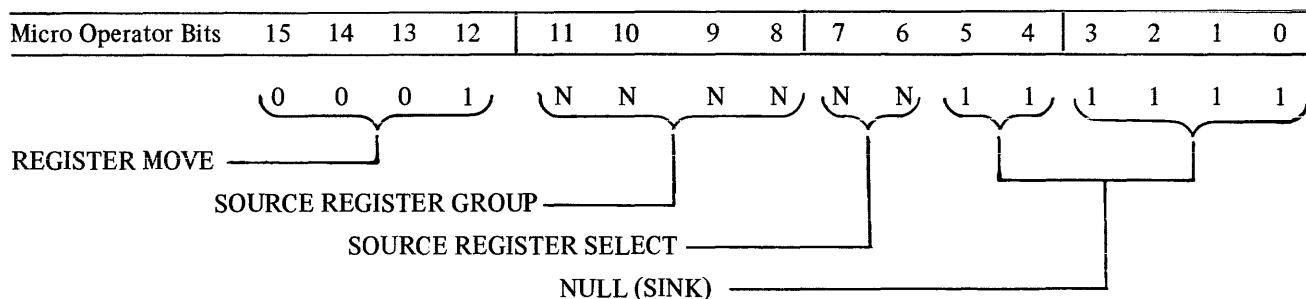 Micro Operator Bits 15 14 13 12 11 10 9 8 7 6 5 4 3 2 1 0
0 0 0 1 N N N N N N 1 1 1 1 1 1
REGISTER MOVE
SOURCE REGISTER GROUP
SOURCE REGISTER SELECT
NULL (SINK)